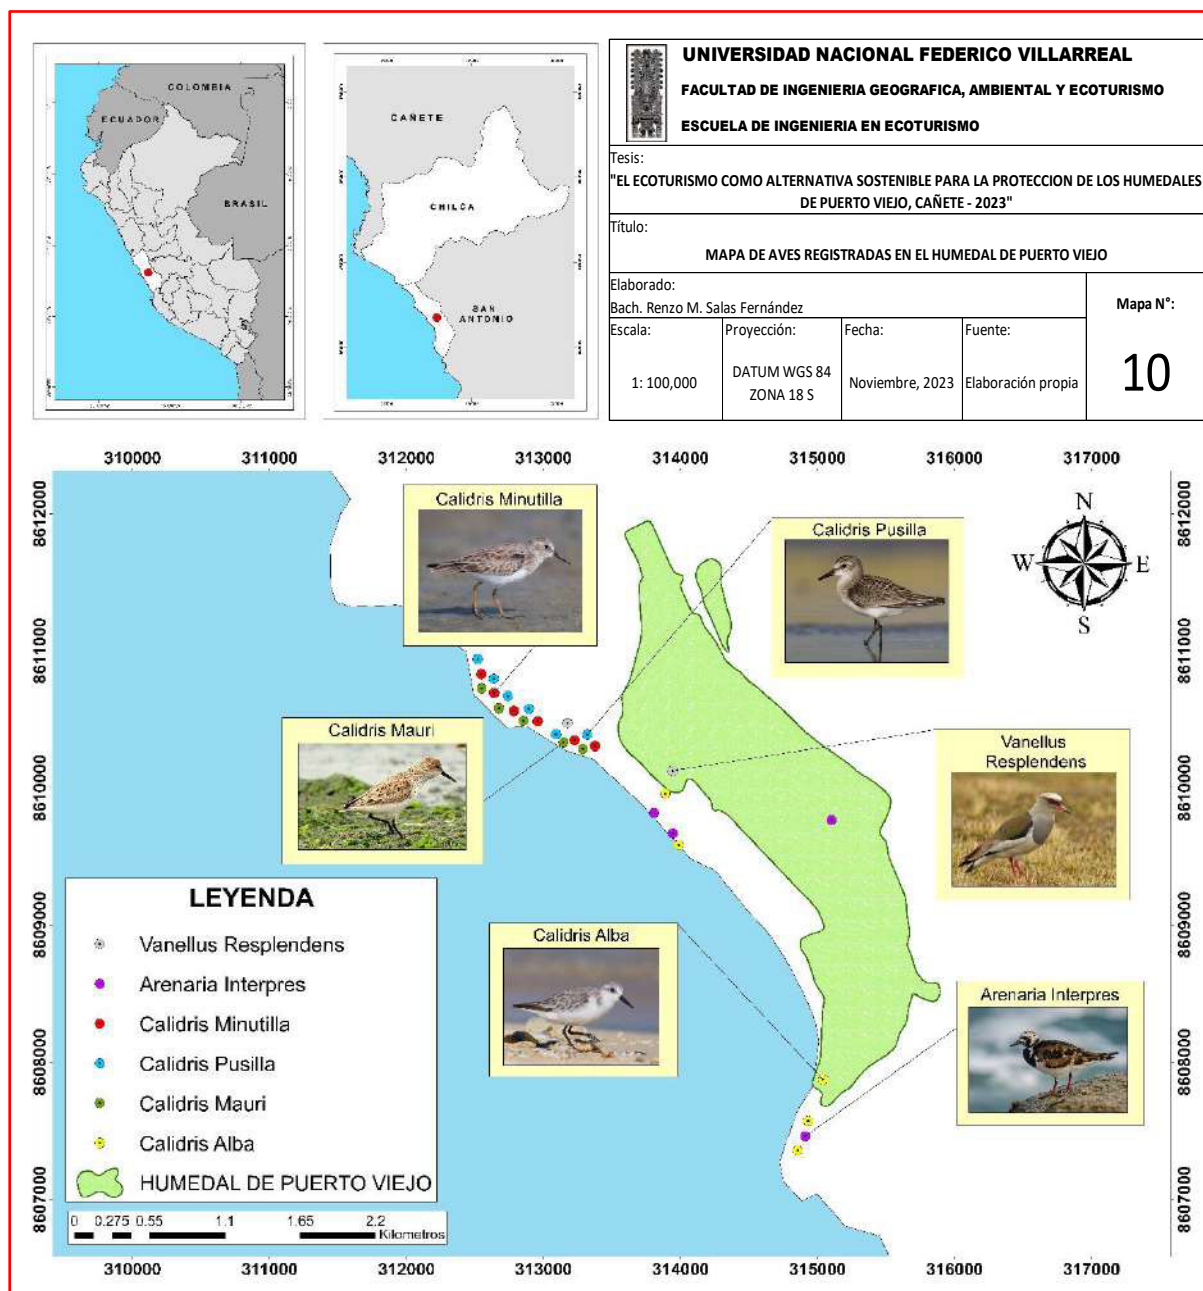 COLOMBIA
ECUADOR
BRASIL
CAÑETE
CHILCA
SAN
ANTONIO
UNIVERSIDAD NACIONAL FEDERICO VILLARREAL
FACULTAD DE INGENIERIA GEOGRAFICA, AMBIENTAL Y ECOTURISMO
ESCUELA DE INGENIERIA EN ECOTURISMO
Tesis:
"EL ECOTURISMO COMO ALTERNATIVA SOSTENIBLE PARA LA PROTECCION DE LOS HUMEDALES
DE PUERTO VIEJO, CAÑETE - 2023"
Título:
MAPA DE AVES REGISTRADAS EN EL HUMEDAL DE PUERTO VIEJO
Elaborado:
Bach. Renzo M. Salas Fernández
Mapa N°:
10
Escala:
1: 100,000
Proyección:
DATUM WGS 84
ZONA 18 S
Fecha:
Noviembre, 2023
Fuente:
Elaboración propia
310000 311000 312000 313000 314000 315000 316000 317000
8612000
8611000
8610000
8609000
8608000
8607000
8612000
8611000
8610000
8609000
8608000
8607000
N
W E
S
Calidris Minutilla
Calidris Pusilla
Calidris Mauri
Vanellus
Resplendens
Calidris Alba
Arenaria Interpres
LEYENDA
Vanellus Resplendens
Arenaria Interpres
Calidris Minutilla
Calidris Pusilla
Calidris Mauri
Calidris Alba
HUMEDAL DE PUERTO VIEJO
0 0.275 0.55 1.1 1.65 2.2
Kilometros
310000 311000 312000 313000 314000 315000 316000 317000